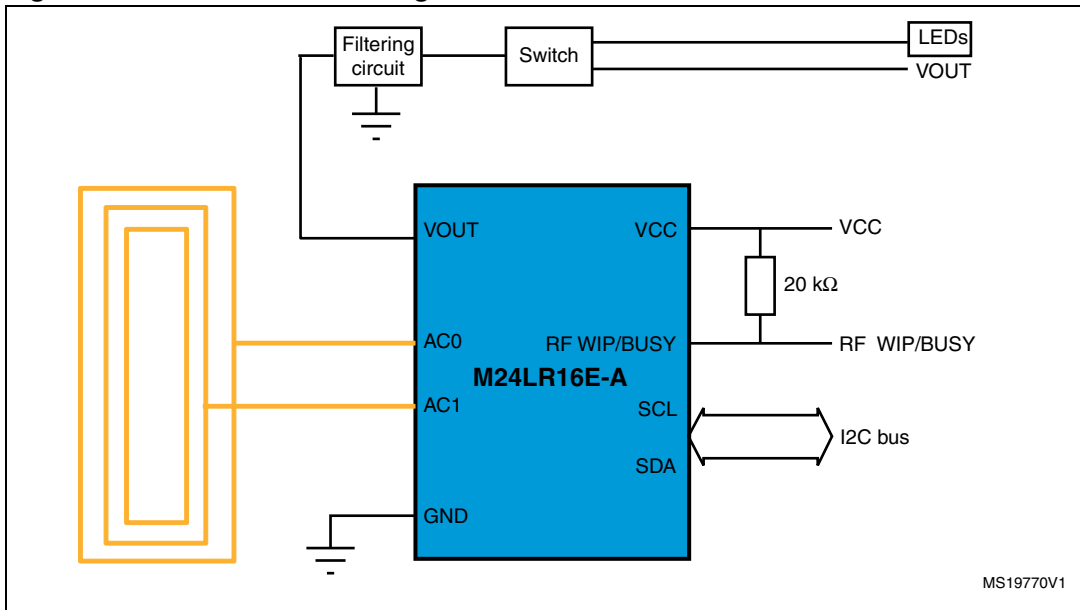 Filtering
circuit
Switch
LEDs
VOUT
VOUT
VCC
VCC
20 kΩ
AC0
RF WIP/BUSY
RF WIP/BUSY
M24LR16E-A
AC1
SCL
I2C bus
SDA
GND
MS19770V1